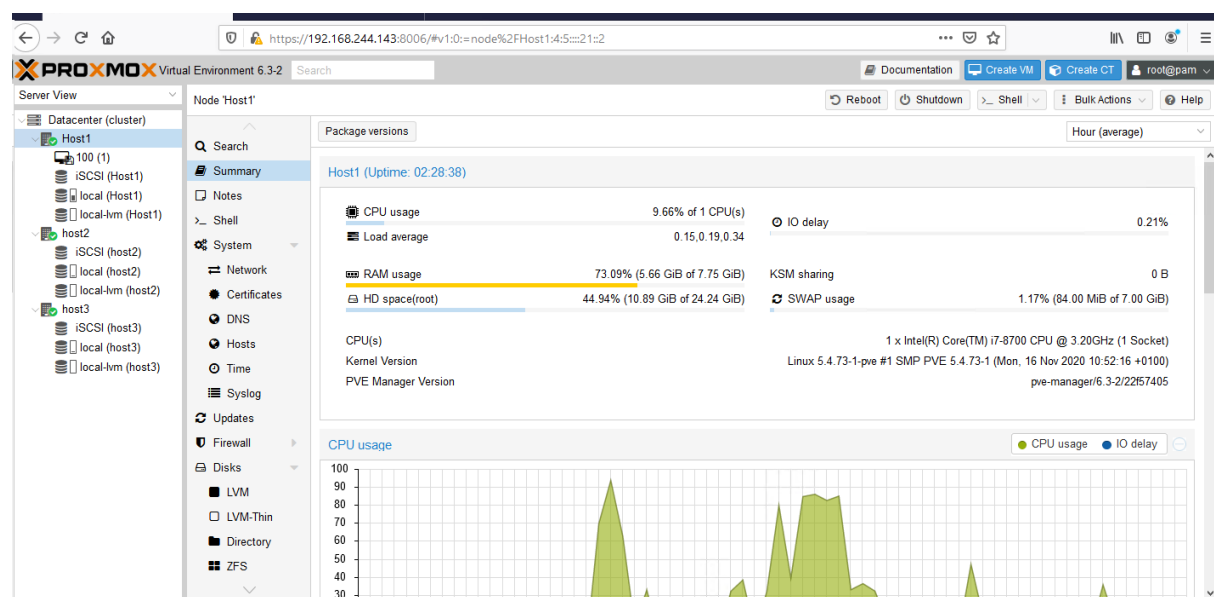 https://192.168.244.143:8006/#v1:0:=node%2FHost1:4:5::::21::2
PROXMOX Virtual Environment 6.3-2 Search Documentation Create VM Create CT root@pam
Server View Node 'Host1' Reboot Shutdown >_ Shell Bulk Actions Help
Datacenter (cluster)
Host1
100 (1)
iSCSI (Host1)
local (Host1)
local-lvm (Host1)
host2
iSCSI (host2)
local (host2)
local-lvm (host2)
host3
iSCSI (host3)
local (host3)
local-lvm (host3)
Search
Summary
Notes
>_ Shell
System
Network
Certificates
DNS
Hosts
Time
Syslog
Updates
Firewall
Disks
LVM
LVM-Thin
Directory
ZFS
Package versions Hour (average)
Host1 (Uptime: 02:28:38)
CPU usage 9.66% of 1 CPU(s)
IO delay 0.21%
Load average 0.15,0.19,0.34
RAM usage 73.09% (5.66 GiB of 7.75 GiB) KSM sharing 0 B
HD space(root) 44.94% (10.89 GiB of 24.24 GiB) SWAP usage 1.17% (84.00 MiB of 7.00 GiB)
CPU(s) 1 x Intel(R) Core(TM) i7-8700 CPU @ 3.20GHz (1 Socket)
Kernel Version Linux 5.4.73-1-pve #1 SMP PVE 5.4.73-1 (Mon, 16 Nov 2020 10:52:16 +0100)
PVE Manager Version pve-manager/6.3-2/22f57405
CPU usage CPU usage IO delay
100
90
80
70
60
50
40
30